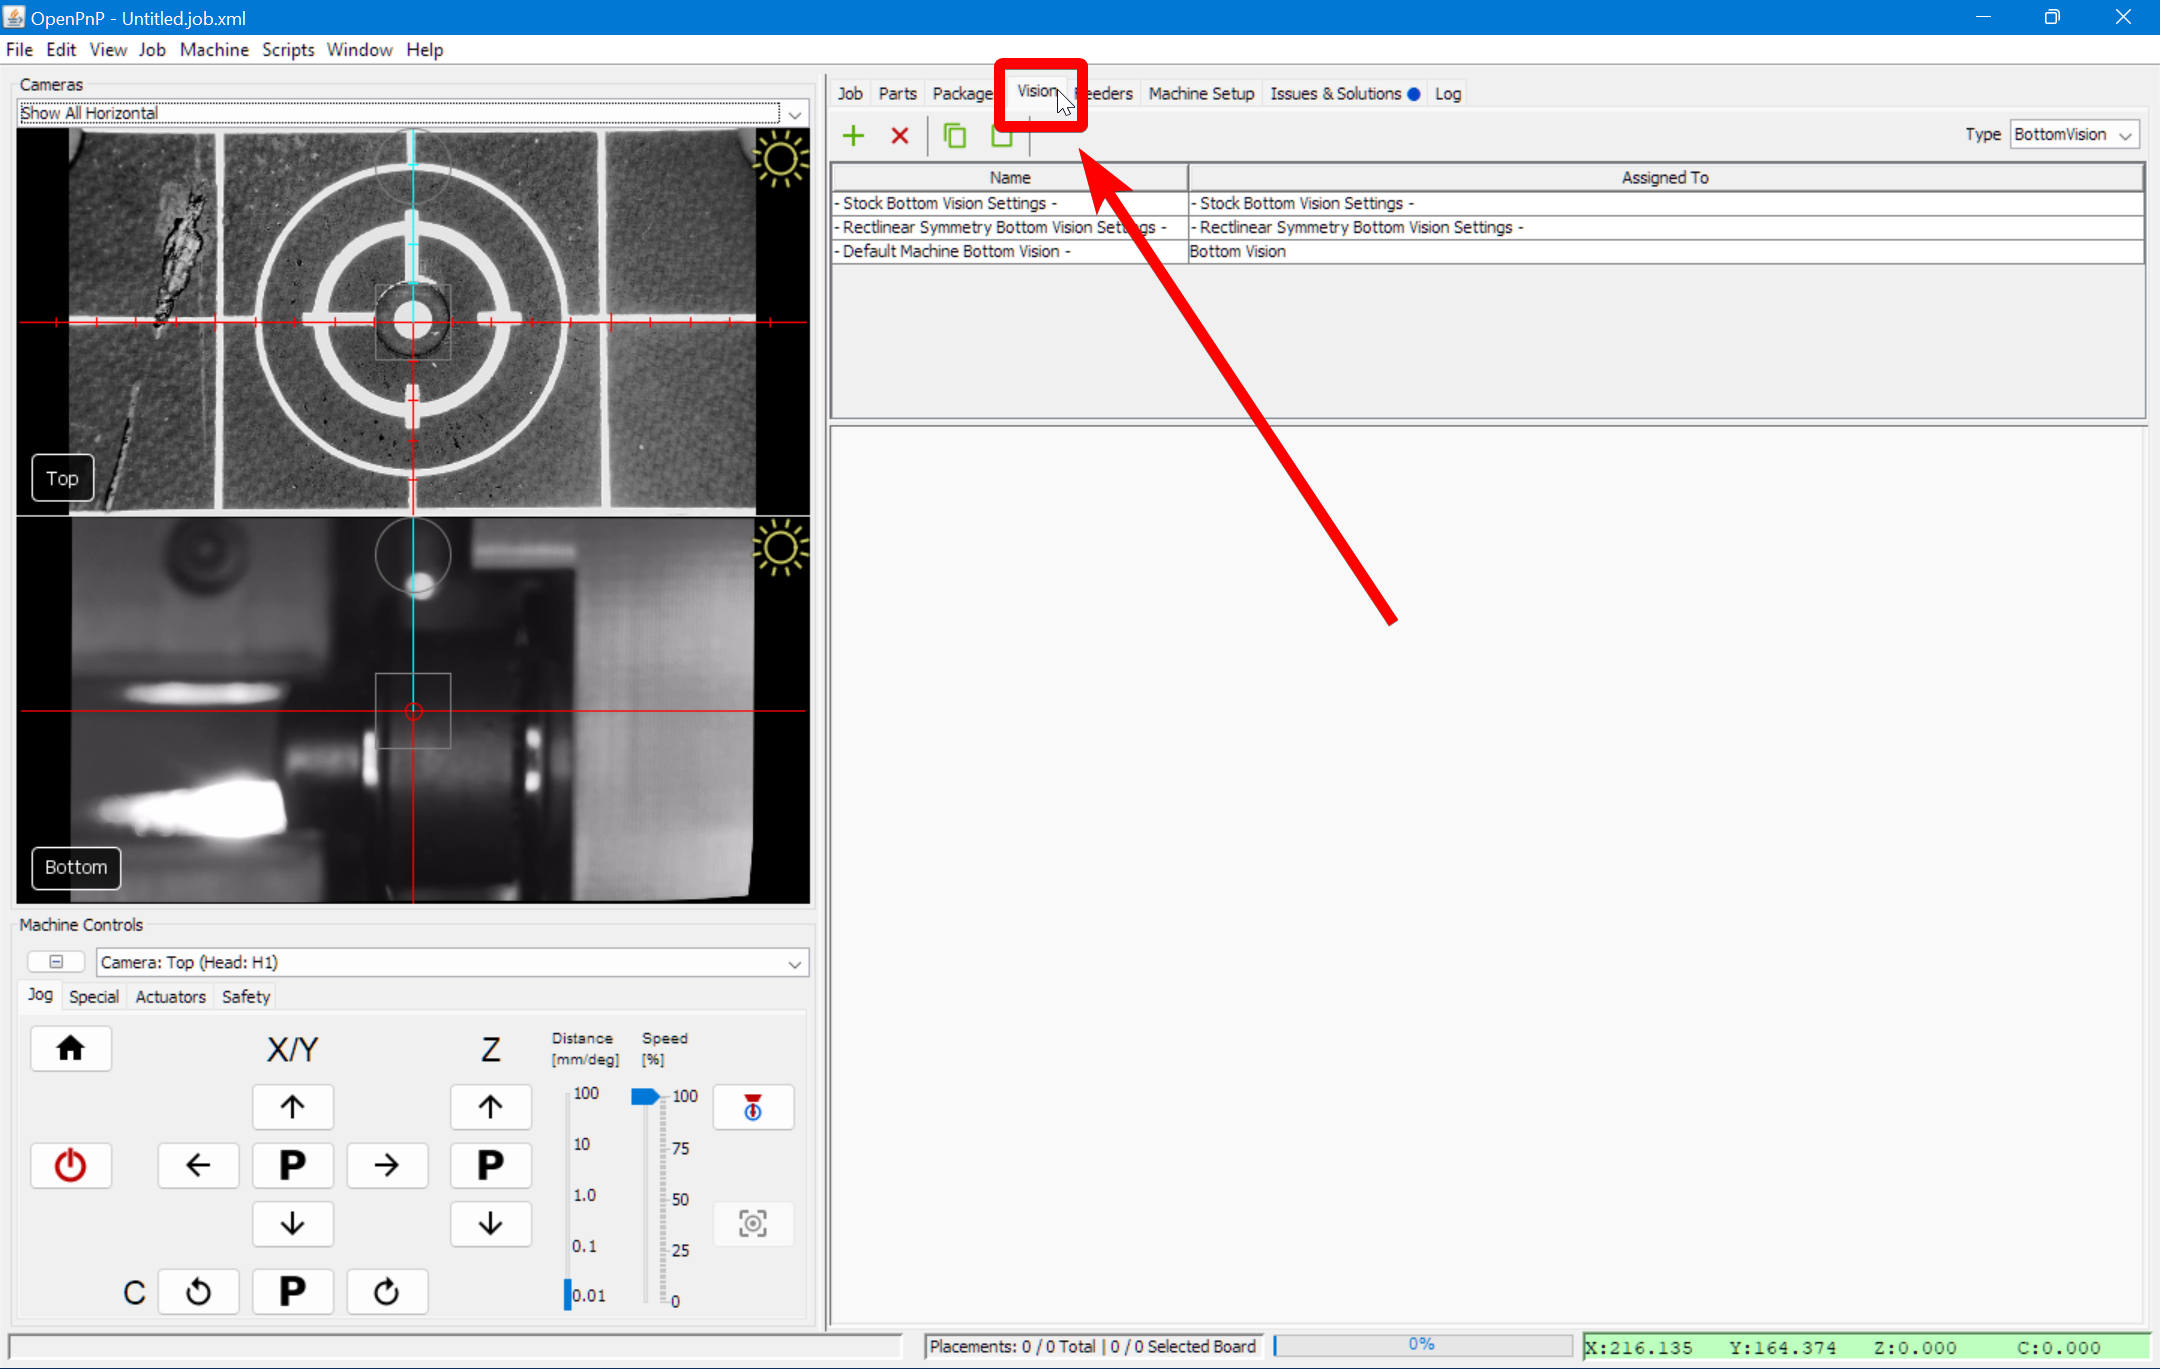 OpenPnP - Untitled.job.xml
File Edit View Job Machine Scripts Window Help
Cameras
Show All Horizontal
Top
Bottom
Machine Controls
Camera: Top (Head: H1)
Jog Special Actuators Safety
X/Y Z Distance [mm/deg] Speed [%]
100 100
10 75
P P
1.0 50
0.1 25
C P 0.01 0
Job Parts Package Vision eeders Machine Setup Issues & Solutions Log
Type BottomVision
Name Assigned To
- Stock Bottom Vision Settings - - Stock Bottom Vision Settings -
- Rectlinear Symmetry Bottom Vision Settings - - Rectlinear Symmetry Bottom Vision Settings -
- Default Machine Bottom Vision - Bottom Vision
Placements: 0 / 0 Total | 0 / 0 Selected Board 0% X:216.135 Y:164.374 Z:0.000 C:0.000